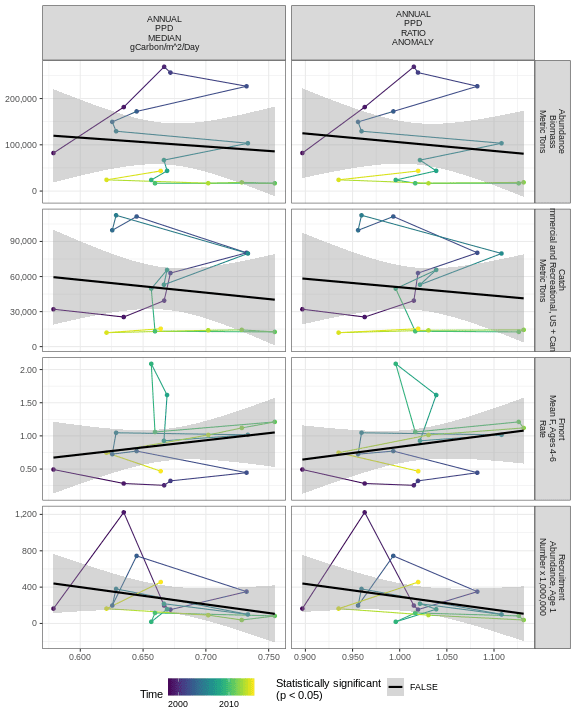 ANNUAL
PPD
MEDIAN
gCarbon/m^2/Day
ANNUAL
PPD
RATIO
ANOMALY
200,000
100,000
0
Abundance
Biomass
Metric Tons
90,000
60,000
30,000
0
Catch
mmercial and Recreational, US + Can
Metric Tons
2.00
1.50
1.00
0.50
Fmort
Mean F, Ages 4-6
Rate
1,200
800
400
0
Recruitment
Abundance, Age 1
Number x 1,000,000
0.600
0.650
0.700
0.750
0.900
0.950
1.000
1.050
1.100
Time
2000
2010
Statistically significant
(p < 0.05)
FALSE